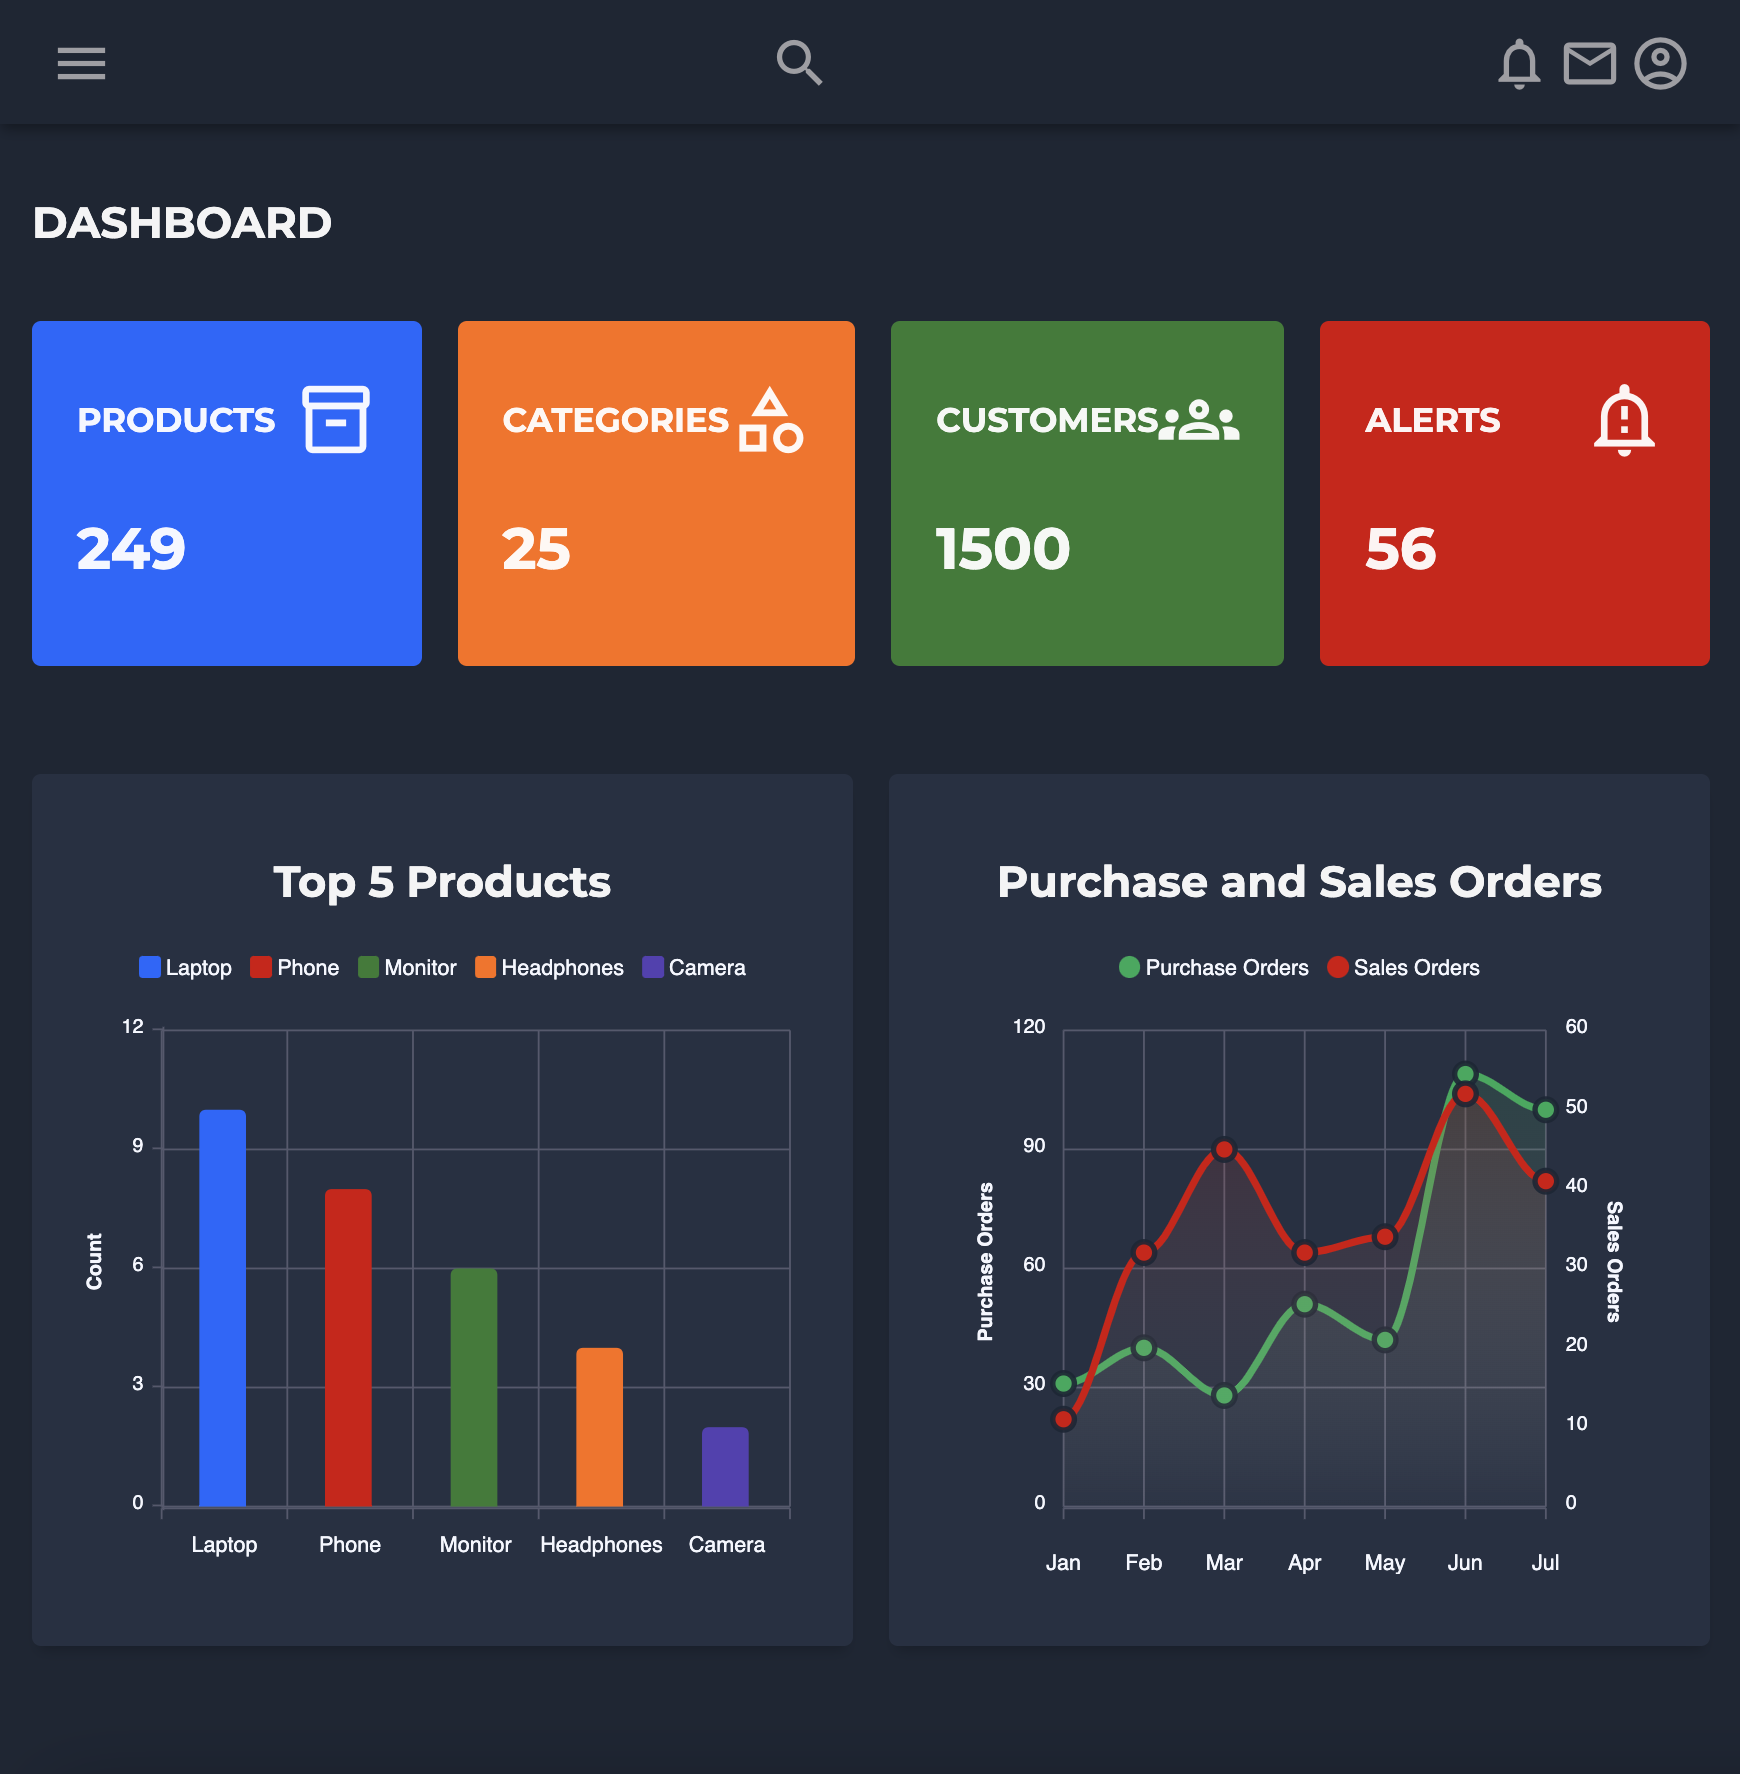 DASHBOARD
PRODUCTS
249
CATEGORIES
25
CUSTOMERS
1500
ALERTS
56
Top 5 Products
Laptop Phone Monitor Headphones Camera
12
9
6
3
0
Count
Laptop Phone Monitor Headphones Camera
Purchase and Sales Orders
Purchase Orders Sales Orders
120
90
60
30
0
Purchase Orders
60
50
40
30
20
10
0
Sales Orders
Jan Feb Mar Apr May Jun Jul